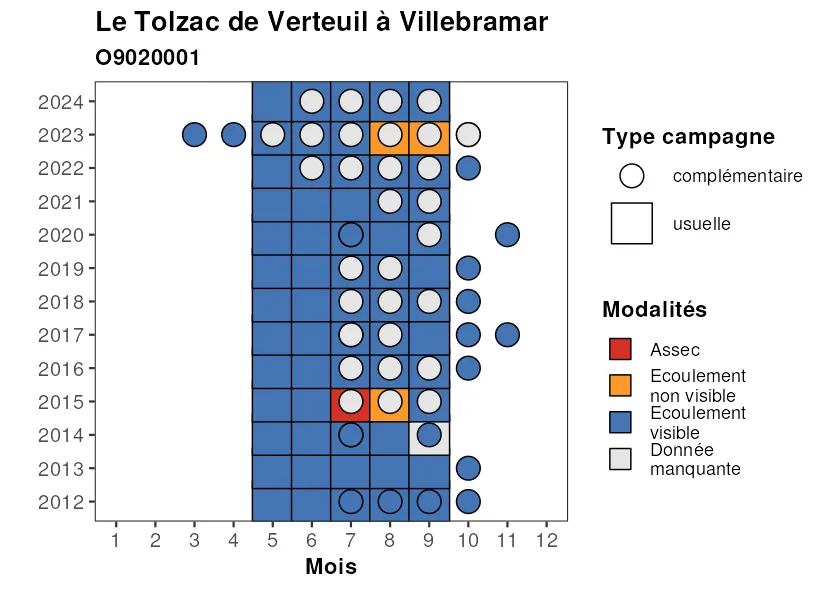 Le Tolzac de Verteuil à Villebramar
O9020001
2024
2023
2022
2021
2020
2019
2018
2017
2016
2015
2014
2013
2012
1 2 3 4 5 6 7 8 9 10 11 12
Mois
Type campagne
complémentaire
usuelle
Modalités
Assec
Ecoulement
non visible
Ecoulement
visible
Donnée
manquante